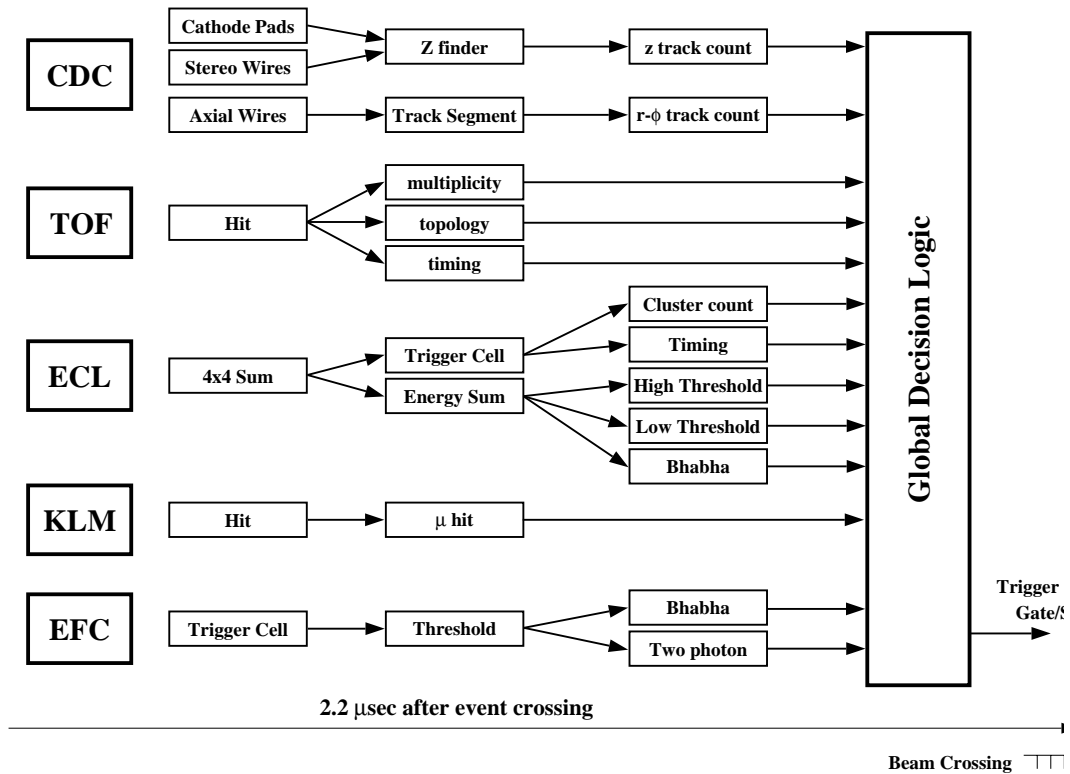 CDC
Cathode Pads
Stereo Wires
Axial Wires
Z finder
Track Segment
z track count
r-φ track count
TOF
Hit
multiplicity
topology
timing
ECL
4x4 Sum
Trigger Cell
Energy Sum
Cluster count
Timing
High Threshold
Low Threshold
Bhabha
KLM
Hit
μ hit
EFC
Trigger Cell
Threshold
Bhabha
Two photon
Global Decision Logic
Trigger
Gate/
2.2 μsec after event crossing
Beam Crossing